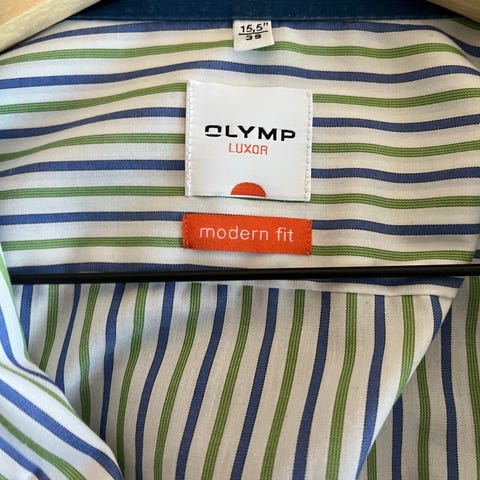 15,5"
39
OLYMP
LUXOR
modern fit